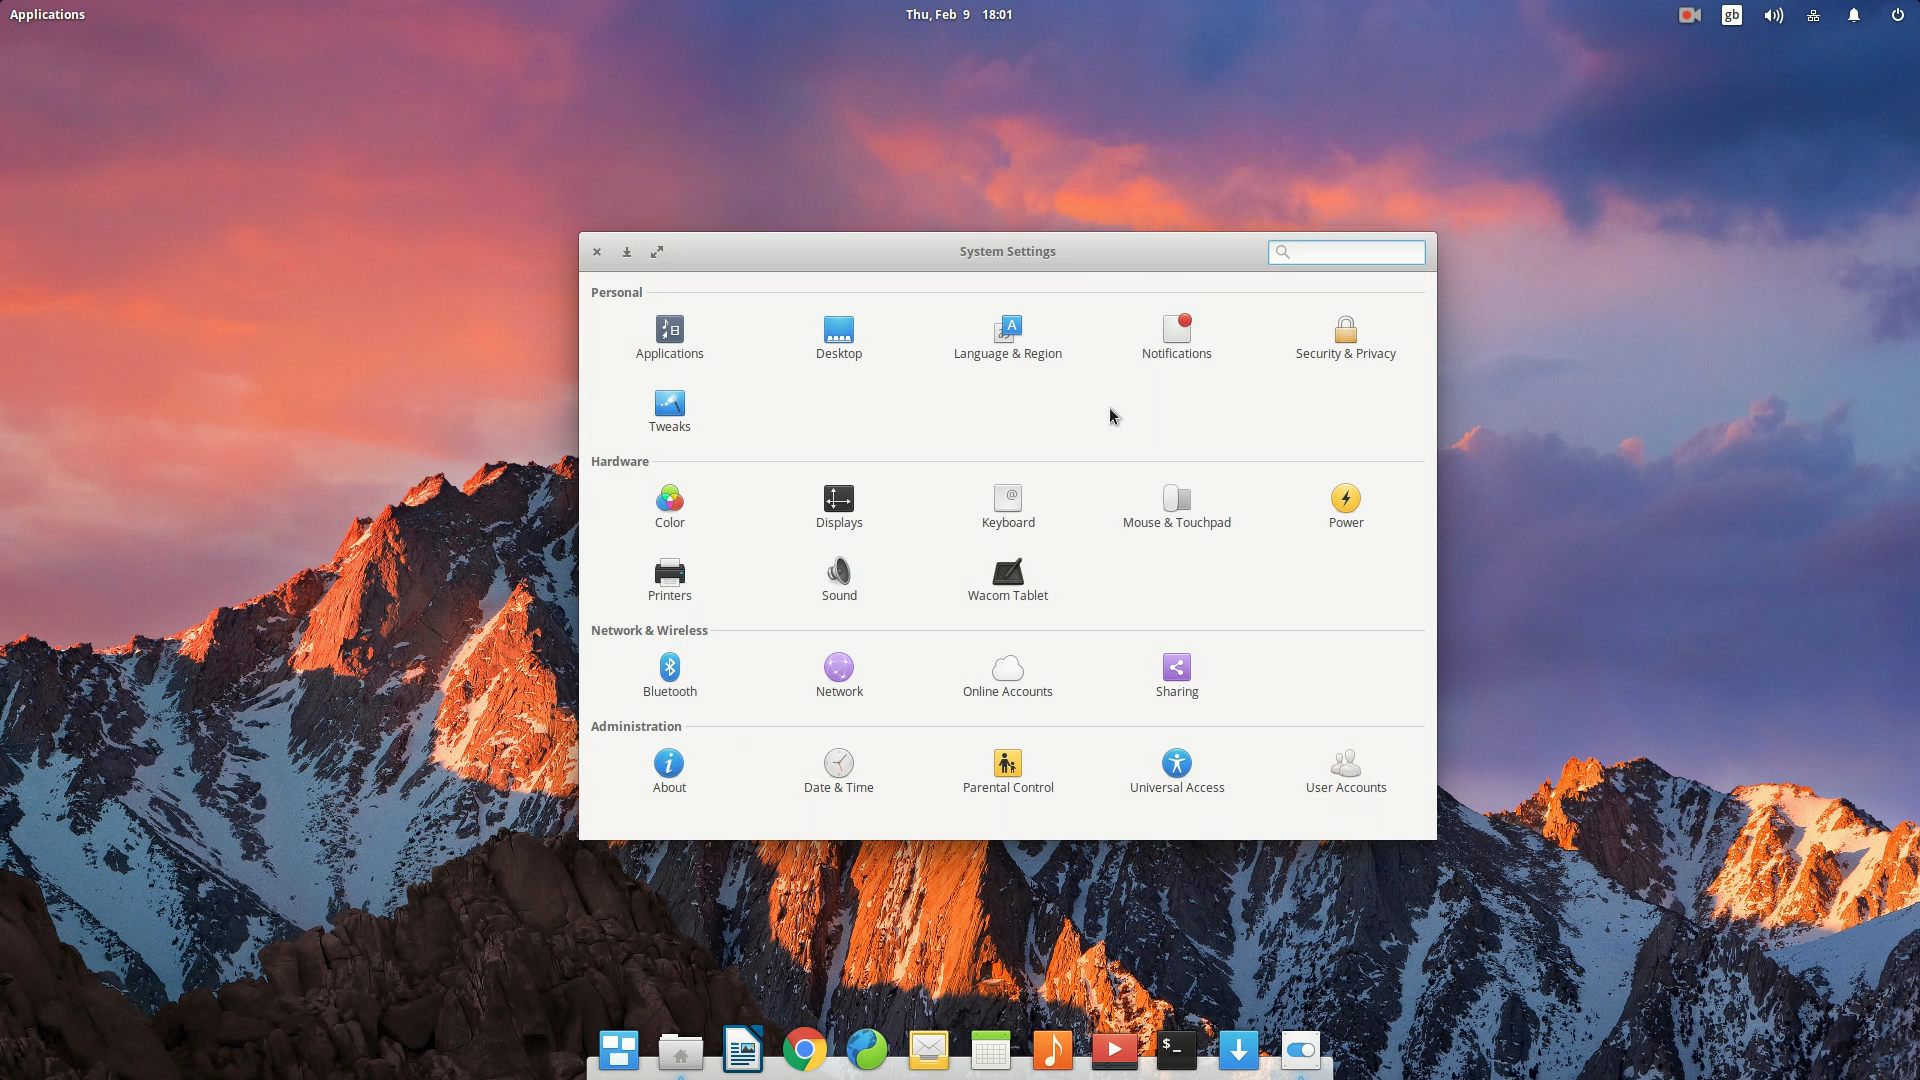 Applications
Thu, Feb 9 18:01
gb
System Settings
Personal
Applications
Desktop
Language & Region
Notifications
Security & Privacy
Tweaks
Hardware
Color
Displays
Keyboard
Mouse & Touchpad
Power
Printers
Sound
Wacom Tablet
Network & Wireless
Bluetooth
Network
Online Accounts
Sharing
Administration
About
Date & Time
Parental Control
Universal Access
User Accounts
$_